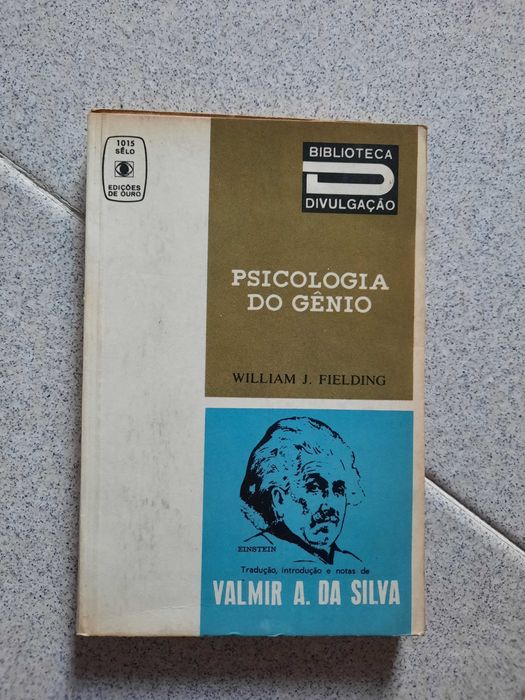 1015
SÊLO
EDIÇÕES
DE OURO
BIBLIOTECA
D
DIVULGAÇÃO
PSICOLOGIA
DO GÊNIO
WILLIAM J. FIELDING
EINSTEIN
Tradução, introdução e notas de
VALMIR A. DA SILVA